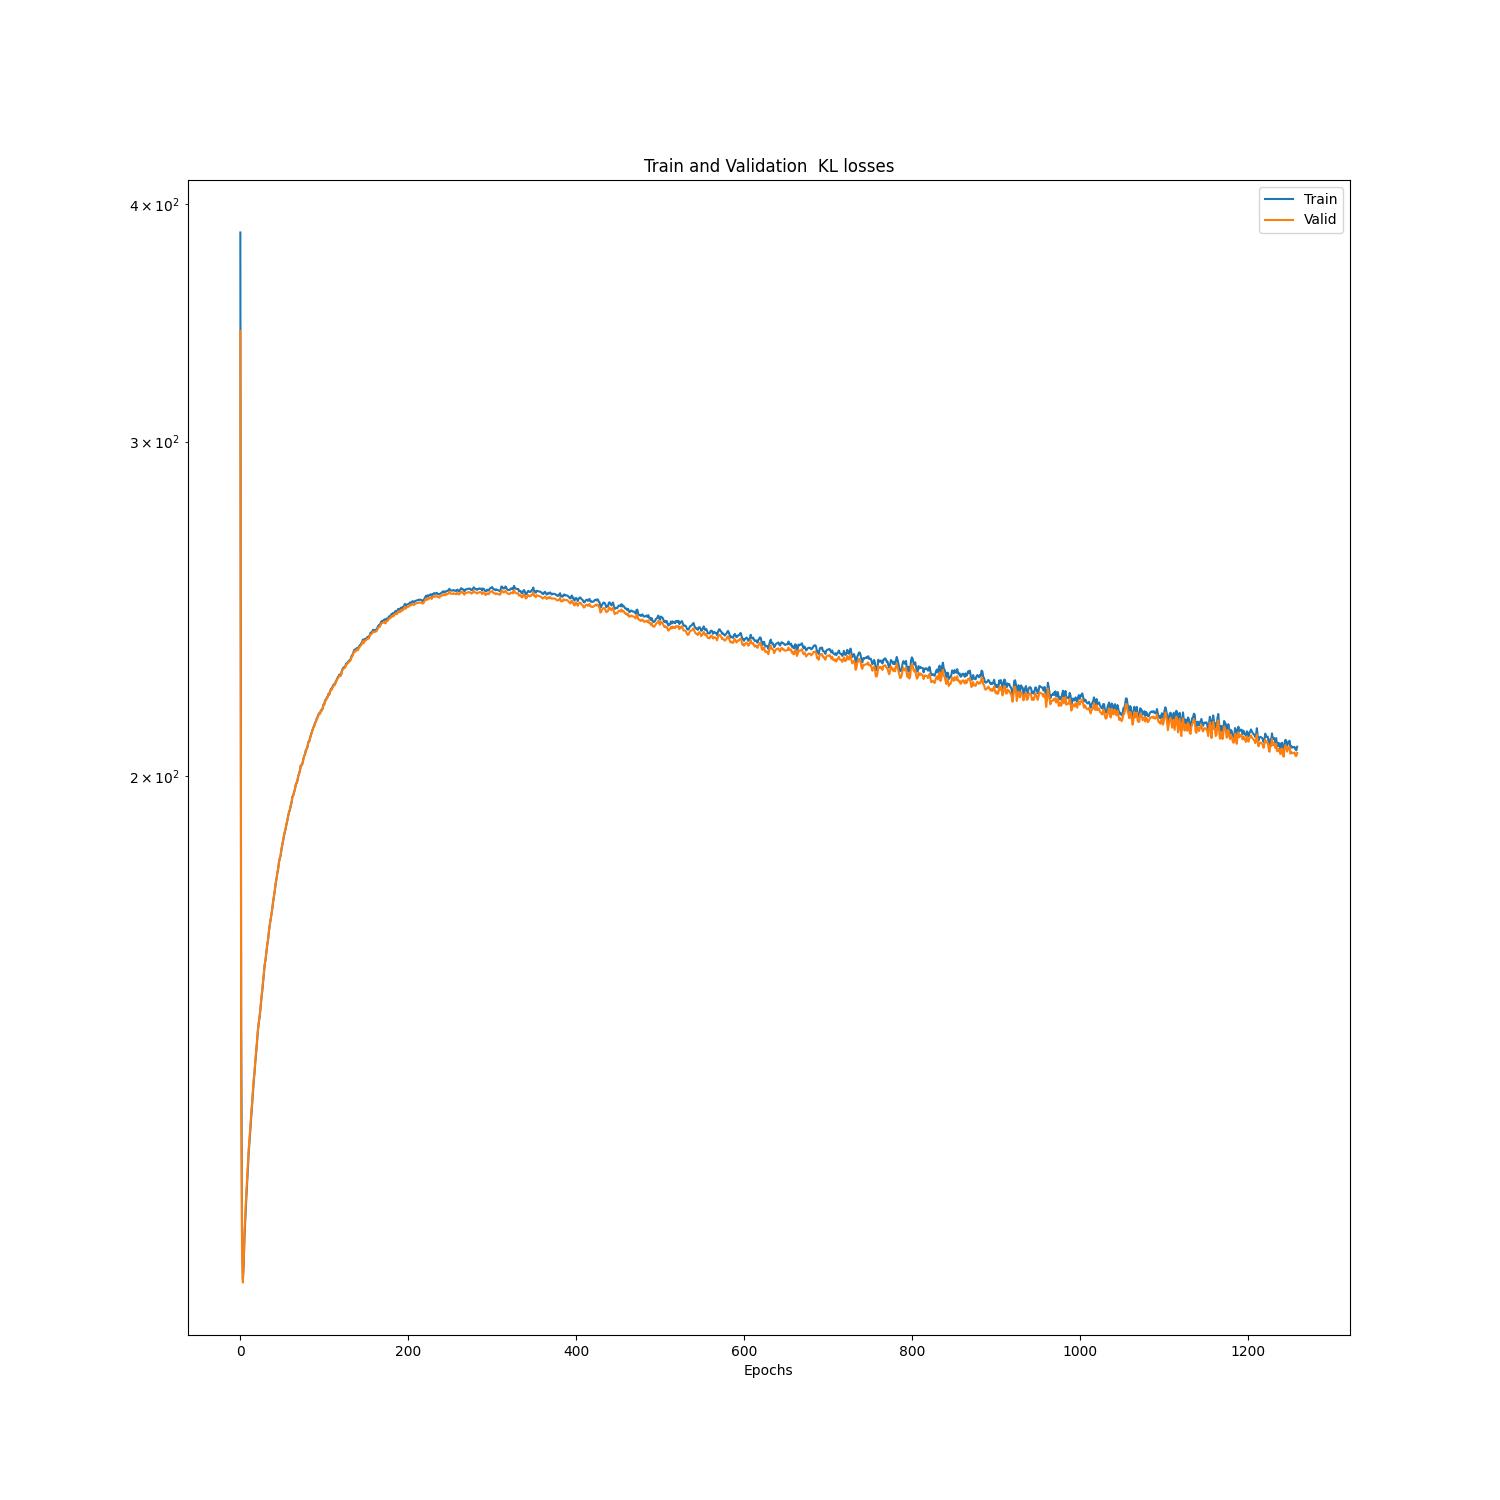 Train and Validation  KL losses
4 × 10²
3 × 10²
2 × 10²
Train
Valid
0 200 400 600 800 1000 1200
Epochs